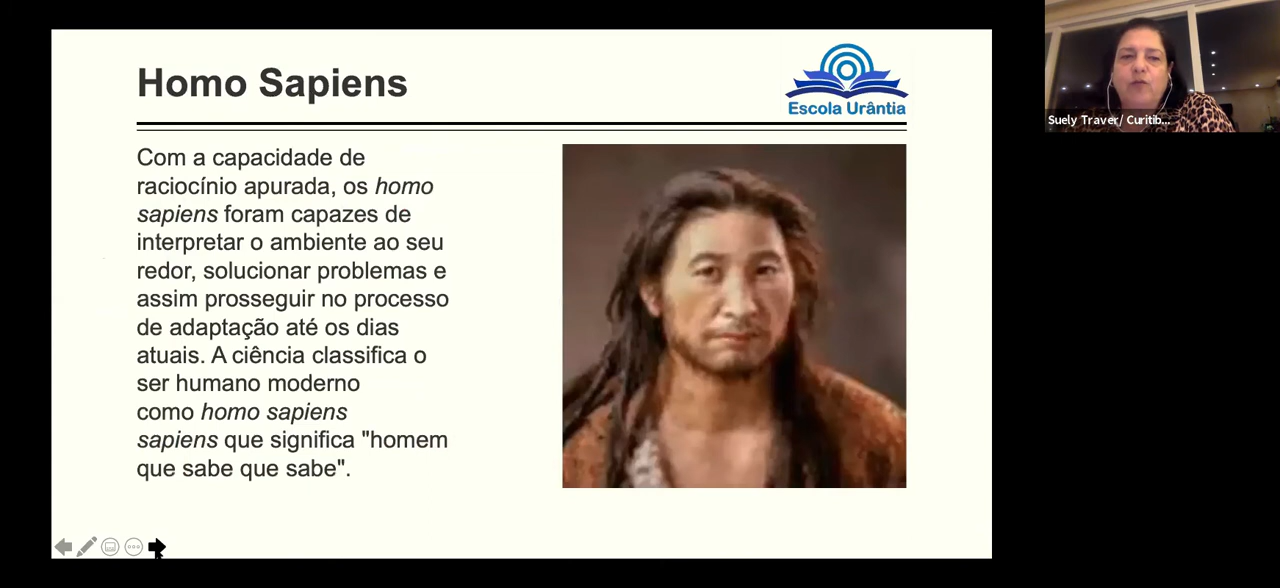 Homo Sapiens
Escola Urântia
Com a capacidade de
raciocínio apurada, os homo
sapiens foram capazes de
interpretar o ambiente ao seu
redor, solucionar problemas e
assim prosseguir no processo
de adaptação até os dias
atuais. A ciência classifica o
ser humano moderno
como homo sapiens
sapiens que significa "homem
que sabe que sabe".
Suely Traver/ Curitib...